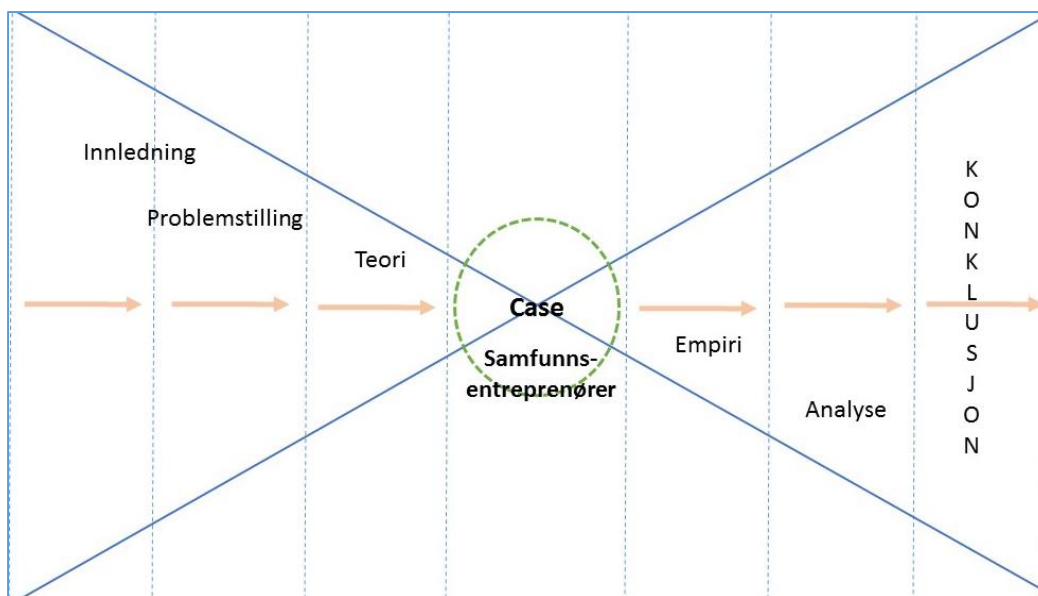 Innledning
Problemstilling
Teori
Case
Samfunns-
entreprenører
Empiri
Analyse
K
O
N
K
L
U
S
J
O
N